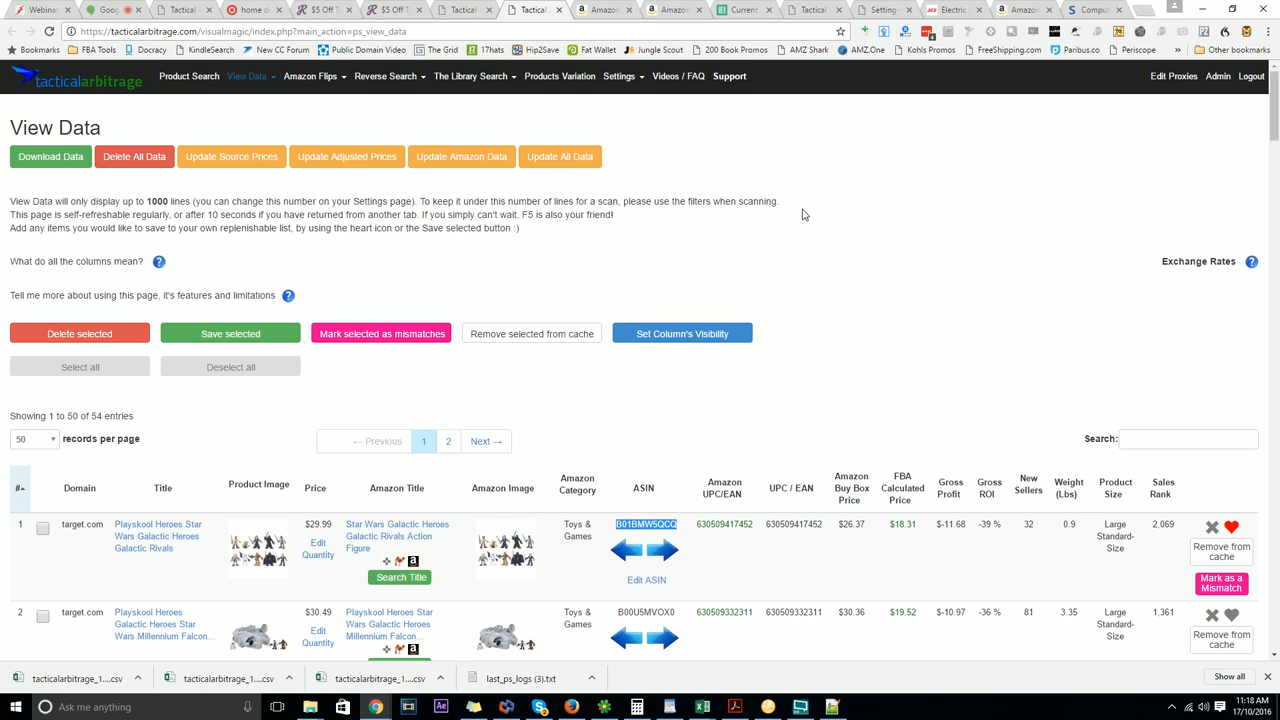 Webinar
Goog
Tactical
home di
$5 Off T
$5 Off T
Tactical
Tactical
Amazon
Amazon
Current
Tactical
Setting-
Electric
Amazon
Comput
https://tacticalarbitrage.com/visualmagic/index.php?main_action=ps_view_data
Bookmarks
FBA Tools
Docracy
KindleSearch
New CC Forum
Public Domain Video
The Grid
17hats
Hip2Save
Fat Wallet
Jungle Scout
200 Book Promos
AMZ Shark
AMZ.One
Kohls Promos
FreeShipping.com
Paribus.co
Periscope
»
Other bookmarks
tacticalarbitrage
Product Search
View Data
Amazon Flips
Reverse Search
The Library Search
Products Variation
Settings
Videos / FAQ
Support
Edit Proxies
Admin
Logout
View Data
Download Data
Delete All Data
Update Source Prices
Update Adjusted Prices
Update Amazon Data
Update All Data
View Data will only display up to 1000 lines (you can change this number on your Settings page). To keep it under this number of lines for a scan, please use the filters when scanning.
This page is self-refreshable regularly, or after 10 seconds if you have returned from another tab. If you simply can't wait, F5 is also your friend!
Add any items you would like to save to your own replenishable list, by using the heart icon or the Save selected button :)
What do all the columns mean? ?
Exchange Rates ?
Tell me more about using this page, it's features and limitations ?
Delete selected
Save selected
Mark selected as mismatches
Remove selected from cache
Set Column's Visibility
Select all
Deselect all
Showing 1 to 50 of 54 entries
50 records per page
← Previous 1 2 Next →
Search:
#
Domain
Title
Product Image
Price
Amazon Title
Amazon Image
Amazon
Category
ASIN
Amazon
UPC/EAN
UPC / EAN
Amazon
Buy Box
Price
FBA
Calculated
Price
Gross
Profit
Gross
ROI
New
Sellers
Weight
(Lbs)
Product
Size
Sales
Rank
1
target.com
Playskool Heroes Star
Wars Galactic Heroes
Galactic Rivals
$29.99
Edit
Quantity
Star Wars Galactic Heroes
Galactic Rivals Action
Figure
Search Title
Toys &
Games
B01BMW5QCQ
Edit ASIN
630509417452
630509417452
$26.37
$18.31
$-11.68
-39 %
32
0.9
Large
Standard-
Size
2,069
Remove from
cache
Mark as a
Mismatch
2
target.com
Playskool Heroes
Galactic Heroes Star
Wars Millennium Falcon...
$30.49
Edit
Quantity
Playskool Heroes Star
Wars Galactic Heroes
Millennium Falcon...
Toys &
Games
B00U5MVOX0
630509332311
630509332311
$30.36
$19.52
$-10.97
-36 %
81
3.35
Large
Standard-
Size
1,361
Remove from
cache
tacticalarbitrage_1....csv
tacticalarbitrage_1....csv
tacticalarbitrage_1....csv
last_ps_logs (3).txt
Show all
Ask me anything
11:18 AM
17/10/2016